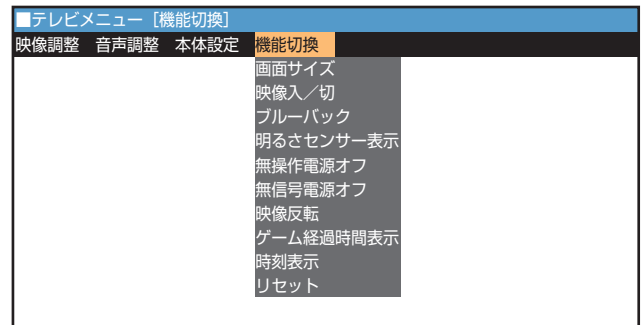 ■テレビメニュー［機能切換］
映像調整 音声調整 本体設定 機能切換
画面サイズ
映像入／切
ブルーバック
明るさセンサー表示
無操作電源オフ
無信号電源オフ
映像反転
ゲーム経過時間表示
時刻表示
リセット